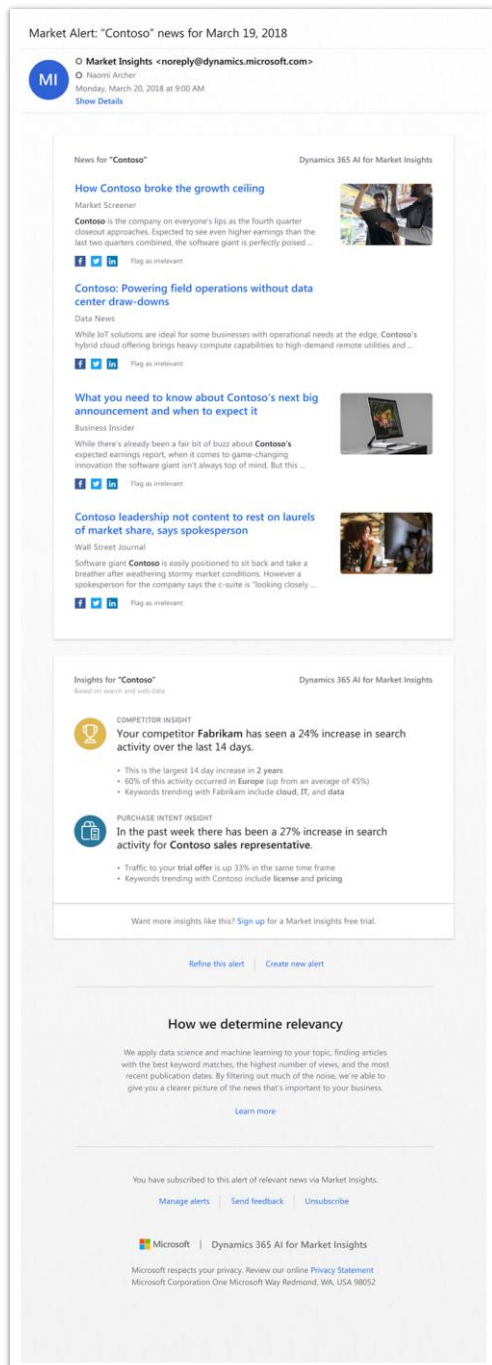 Market Alert: "Contoso" news for March 19, 2018
MI
Market Insights <noreply@dynamics.microsoft.com>
Naomi Archer
Monday, March 20, 2018 at 9:00 AM
Show Details
News for "Contoso"
Dynamics 365 AI for Market Insights
How Contoso broke the growth ceiling
Market Screener
Contoso is the company on everyone's lips as the fourth quarter
closeout approaches. Expected to see even higher earnings than the
last two quarters combined, the software giant is perfectly poised ...
Flag as irrelevant
Contoso: Powering field operations without data
center draw-downs
Data News
While IoT solutions are ideal for some businesses with operational needs at the edge, Contoso's
hybrid cloud offering brings heavy compute capabilities to high-demand remote utilities and ...
Flag as irrelevant
What you need to know about Contoso's next big
announcement and when to expect it
Business Insider
While there's already been a fair bit of buzz about Contoso's
expected earnings report, when it comes to game-changing
innovation the software giant isn't always top of mind. But this ...
Flag as irrelevant
Contoso leadership not content to rest on laurels
of market share, says spokesperson
Wall Street Journal
Software giant Contoso is easily positioned to sit back and take a
breather after weathering stormy market conditions. However a
spokesperson for the company says the c-suite is "looking closely ...
Flag as irrelevant
Insights for "Contoso"
Dynamics 365 AI for Market Insights
Based on search and web data
COMPETITOR INSIGHT
Your competitor Fabrikam has seen a 24% increase in search
activity over the last 14 days.
• This is the largest 14 day increase in 2 years
• 60% of this activity occurred in Europe (up from an average of 45%)
• Keywords trending with Fabrikam include cloud, IT, and data
PURCHASE INTENT INSIGHT
In the past week there has been a 27% increase in search
activity for Contoso sales representative.
• Traffic to your trial offer is up 33% in the same time frame
• Keywords trending with Contoso include license and pricing
Want more insights like this? Sign up for a Market Insights free trial.
Refine this alert | Create new alert
How we determine relevancy
We apply data science and machine learning to your topic, finding articles
with the best keyword matches, the highest number of views, and the most
recent publication dates. By filtering out much of the noise, we're able to
give you a clearer picture of the news that's important to your business.
Learn more
You have subscribed to this alert of relevant news via Market Insights.
Manage alerts | Send feedback | Unsubscribe
Microsoft | Dynamics 365 AI for Market Insights
Microsoft respects your privacy. Review our online Privacy Statement
Microsoft Corporation One Microsoft Way Redmond, WA, USA 98052